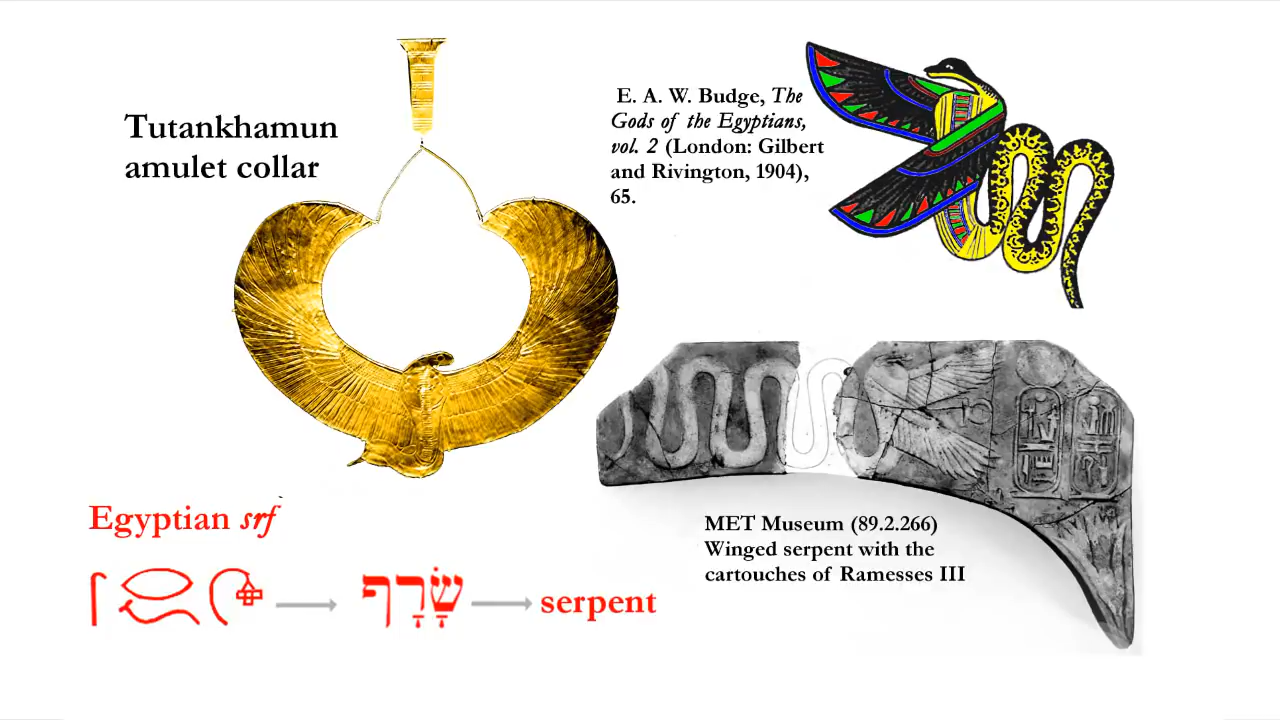 Tutankhamun
amulet collar
E. A. W. Budge, The
Gods of the Egyptians,
vol. 2 (London: Gilbert
and Rivington, 1904),
65.
MET Museum (89.2.266)
Winged serpent with the
cartouches of Ramesses III
Egyptian srf
שָׂרָף
serpent